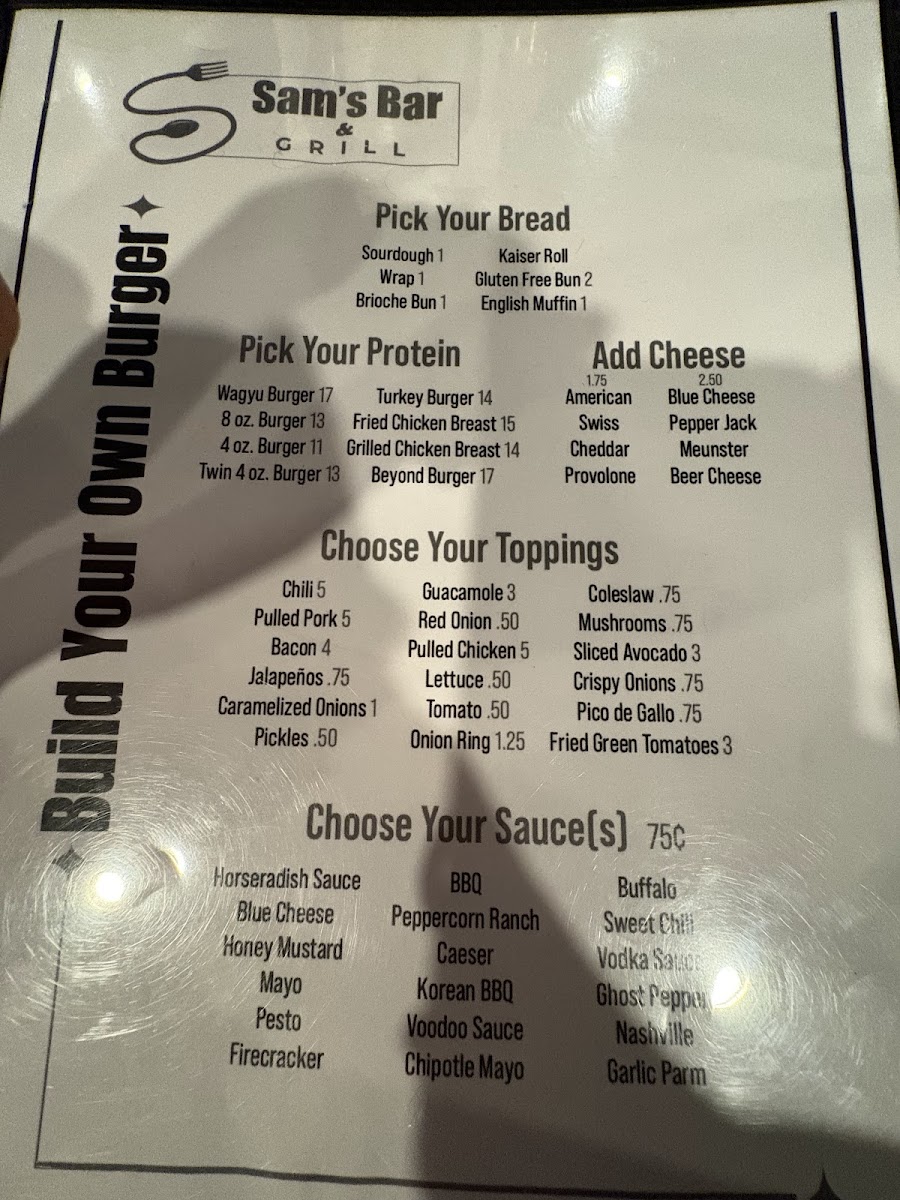 Sam's Bar
&
GRILL
Build Your Own Burger
Pick Your Bread
Sourdough 1
Wrap 1
Brioche Bun 1
Kaiser Roll
Gluten Free Bun 2
English Muffin 1
Pick Your Protein
Wagyu Burger 17
8 oz. Burger 13
4 oz. Burger 11
Twin 4 oz. Burger 13
Turkey Burger 14
Fried Chicken Breast 15
Grilled Chicken Breast 14
Beyond Burger 17
Add Cheese
1.75
American
Swiss
Cheddar
Provolone
2.50
Blue Cheese
Pepper Jack
Meunster
Beer Cheese
Choose Your Toppings
Chili 5
Pulled Pork 5
Bacon 4
Jalapeños .75
Caramelized Onions 1
Pickles .50
Guacamole 3
Red Onion .50
Pulled Chicken 5
Lettuce .50
Tomato .50
Onion Ring 1.25
Coleslaw .75
Mushrooms .75
Sliced Avocado 3
Crispy Onions .75
Pico de Gallo .75
Fried Green Tomatoes 3
Choose Your Sauce(s) 75¢
Horseradish Sauce
Blue Cheese
Honey Mustard
Mayo
Pesto
Firecracker
BBQ
Peppercorn Ranch
Caeser
Korean BBQ
Voodoo Sauce
Chipotle Mayo
Buffalo
Sweet Chili
Vodka Sauce
Ghost Pepper
Nashville
Garlic Parm